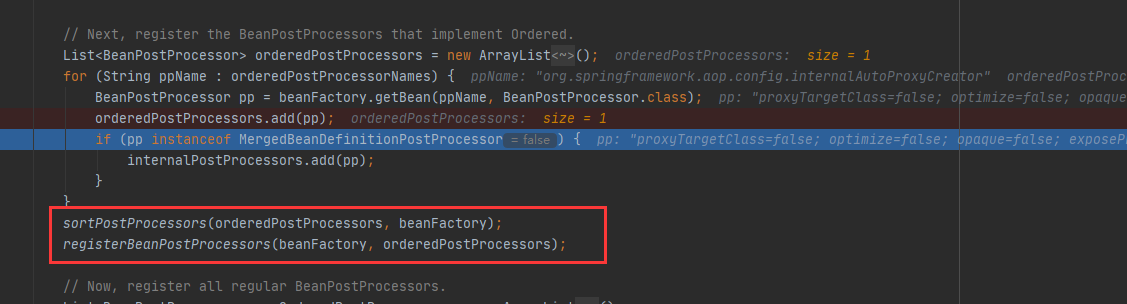 // Next, register the BeanPostProcessors that implement Ordered.
List<BeanPostProcessor> orderedPostProcessors = new ArrayList<~>(); orderedPostProcessors: size = 1
for (String ppName : orderedPostProcessorNames) { ppName: "org.springframework.aop.config.internalAutoProxyCreator" orderedPostProc
BeanPostProcessor pp = beanFactory.getBean(ppName, BeanPostProcessor.class); pp: "proxyTargetClass=false; optimize=false; opaque
orderedPostProcessors.add(pp); orderedPostProcessors: size = 1
if (pp instanceof MergedBeanDefinitionPostProcessor = false ) { pp: "proxyTargetClass=false; optimize=false; opaque=false; exposeP
internalPostProcessors.add(pp);
}
}
sortPostProcessors(orderedPostProcessors, beanFactory);
registerBeanPostProcessors(beanFactory, orderedPostProcessors);
// Now, register all regular BeanPostProcessors.